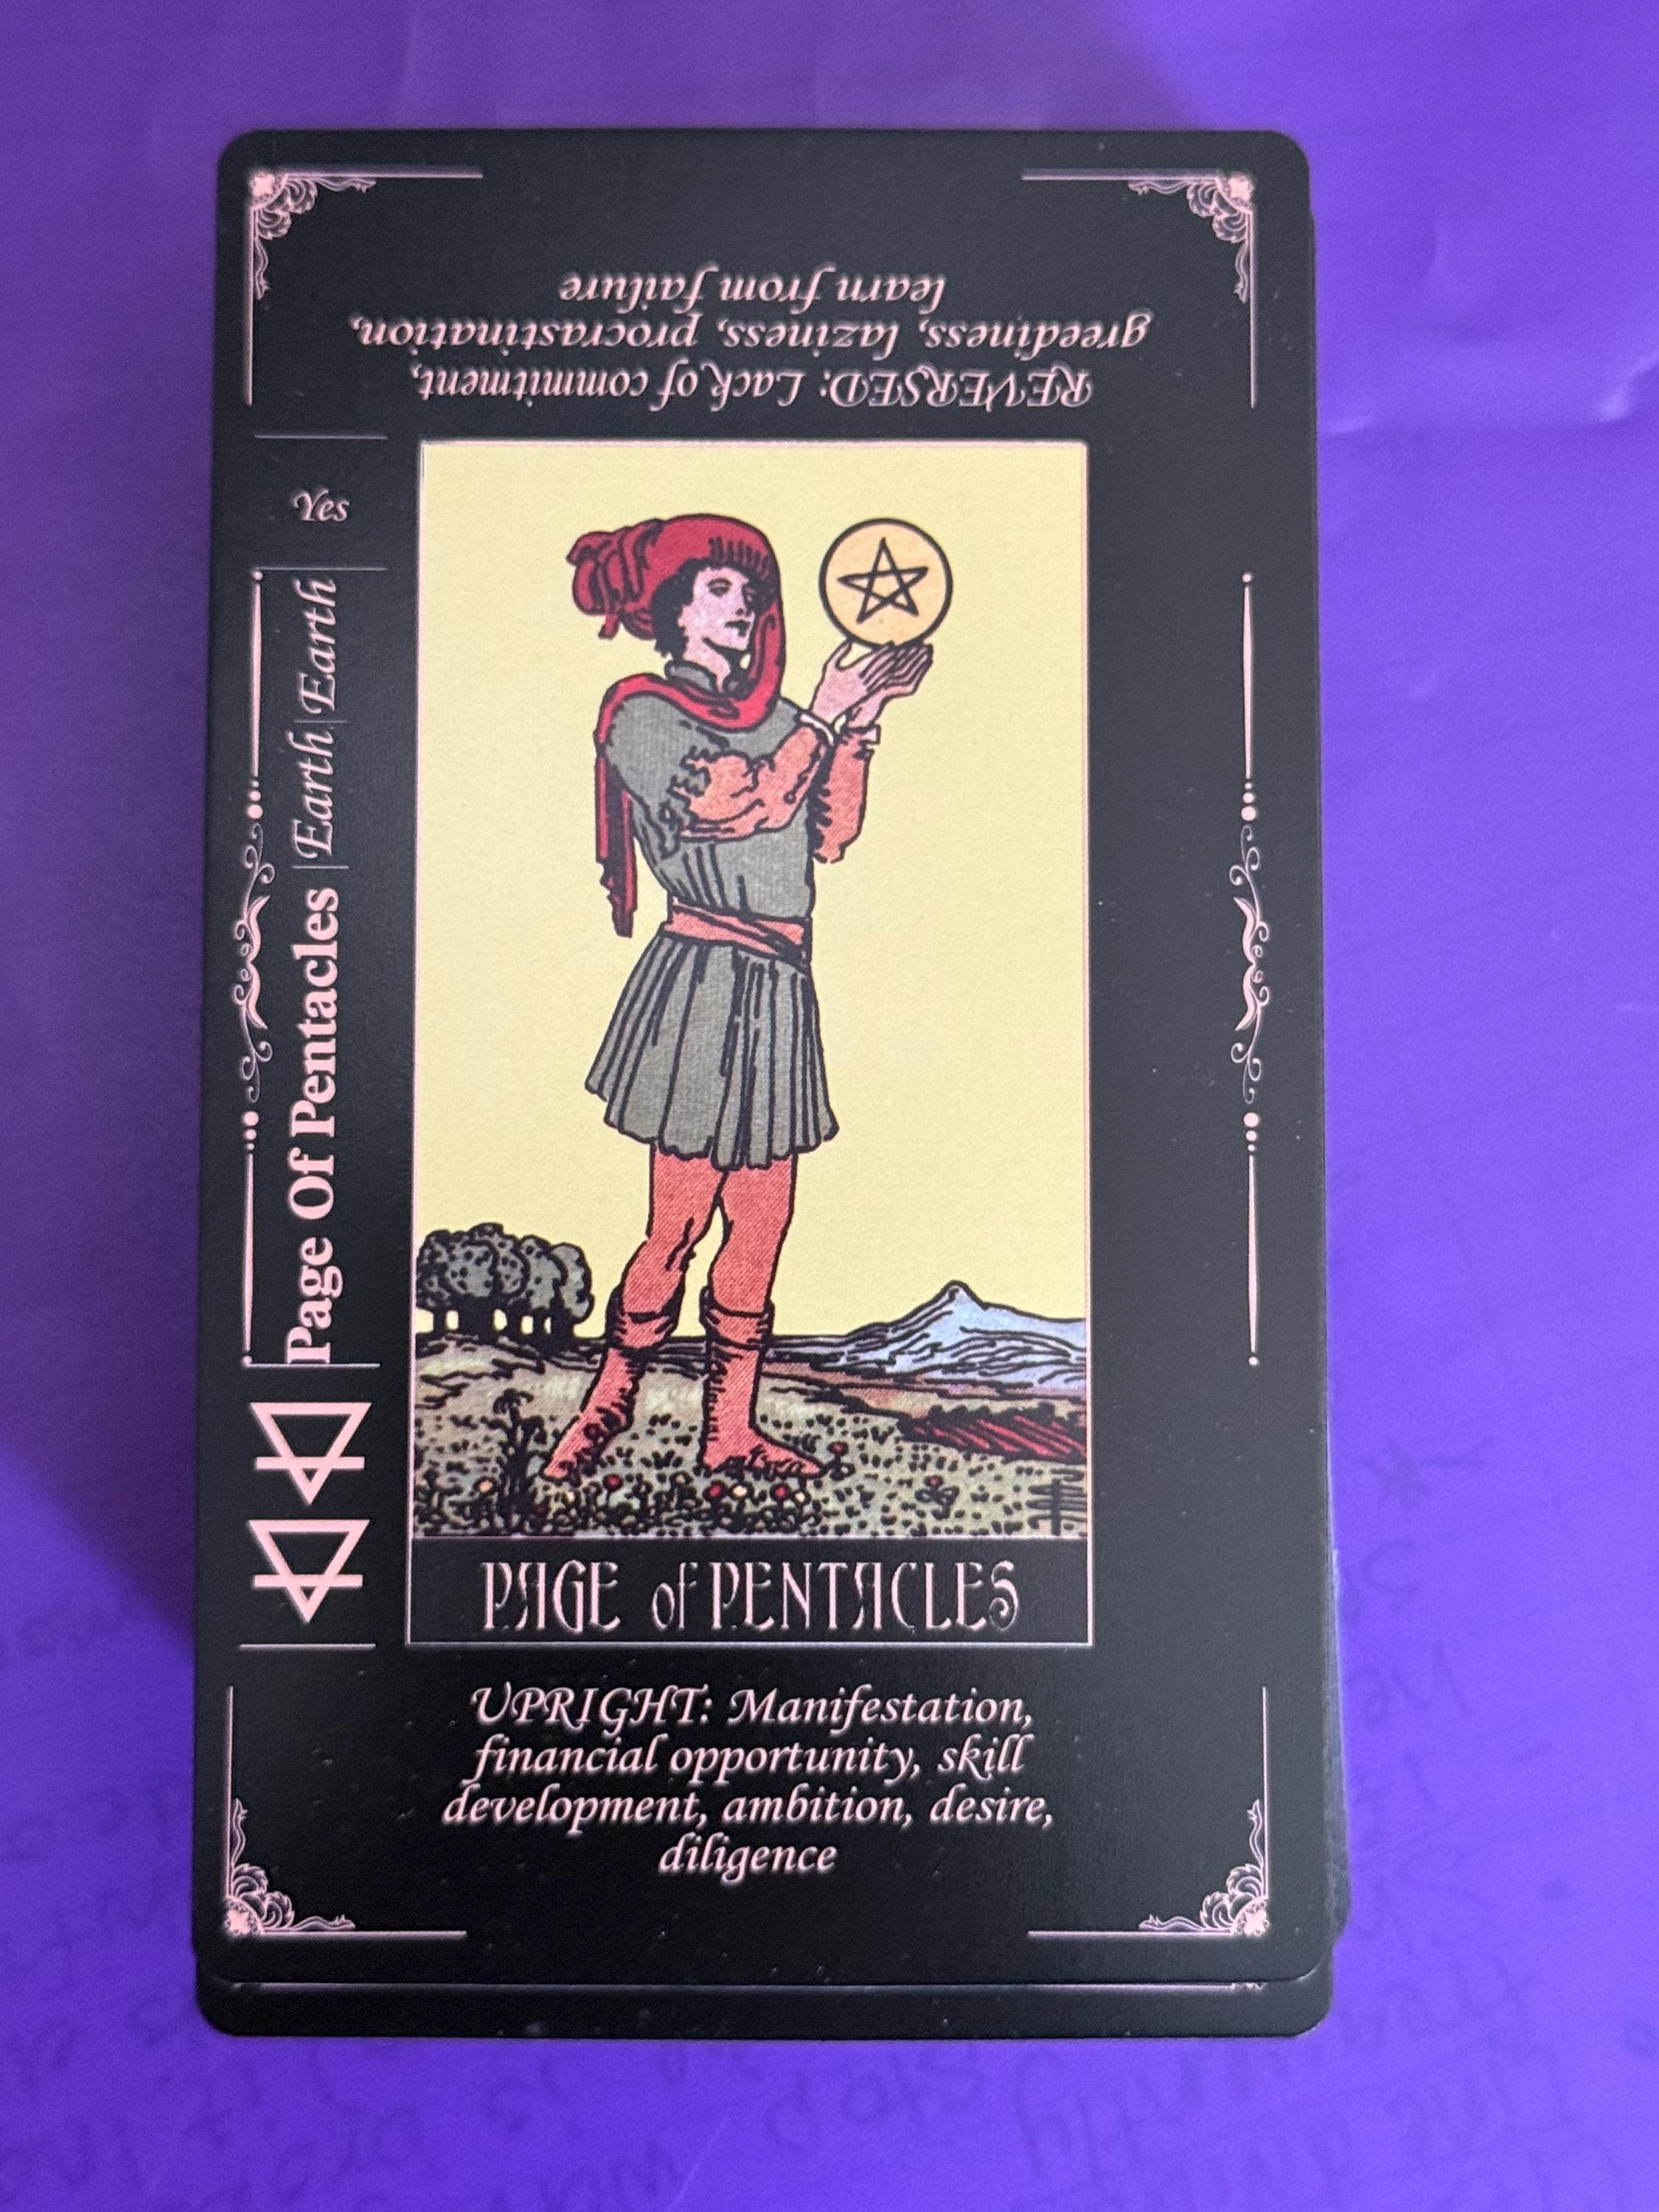 REVERSED: Lack of commitment,
greediness, laziness, procrastination,
learn from failure
Yes
Page Of Pentacles Earth Earth
PAGE of PENTACLES
UPRIGHT: Manifestation,
financial opportunity, skill
development, ambition, desire,
diligence